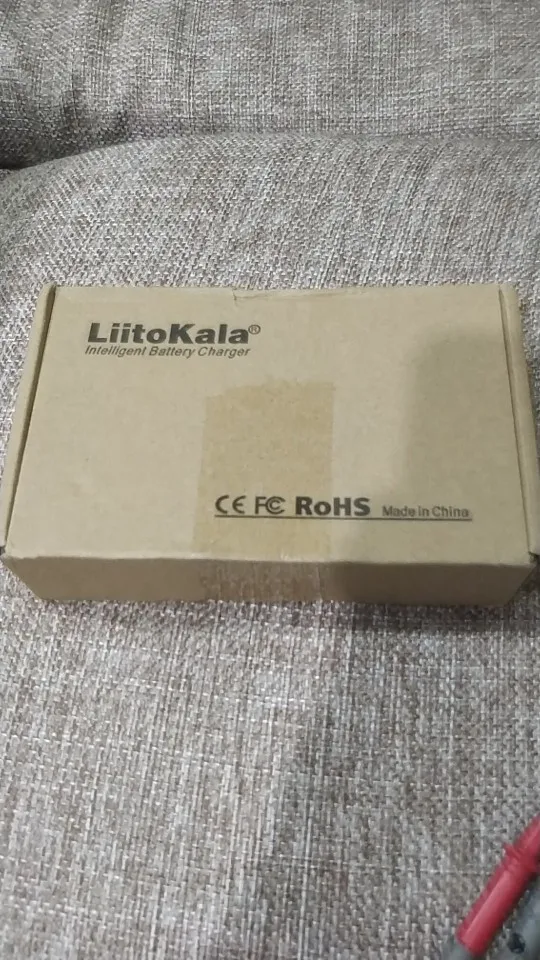 LiitoKala®
Intelligent Battery Charger
CE FC RoHS Made in China